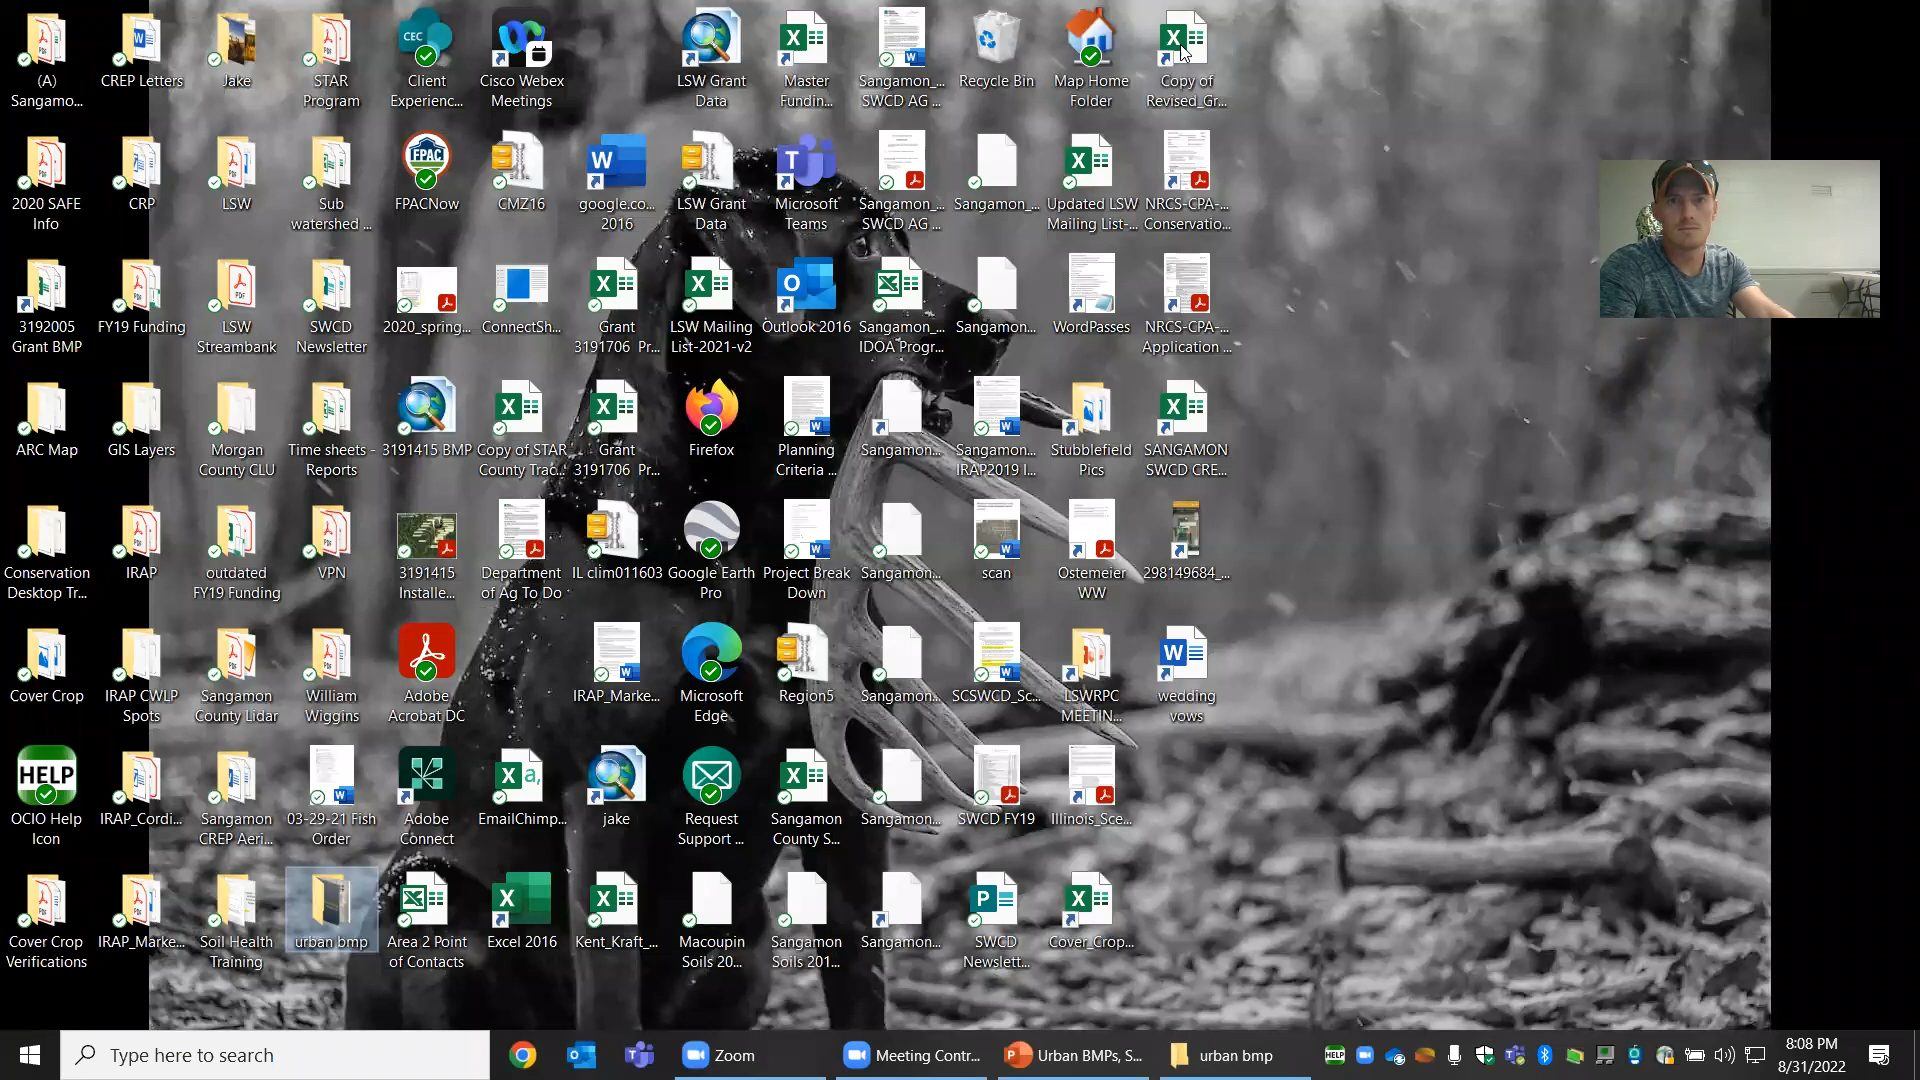 (A)
Sangamo...
CREP Letters
Jake
STAR
Program
CEC
Client
Experienc...
Cisco Webex
Meetings
LSW Grant
Data
Master
Fundin...
Sangamon_...
SWCD AG ...
Recycle Bin
Map Home
Folder
Copy of
Revised_Gr...
2020 SAFE
Info
CRP
LSW
Sub
watershed ...
FPAC
FPACNow
CMZ16
google.co...
2016
LSW Grant
Data
Microsoft
Teams
Sangamon_...
SWCD AG ...
Sangamon_...
Updated LSW
Mailing List-...
NRCS-CPA-...
Conservatio...
3192005
Grant BMP
FY19 Funding
LSW
Streambank
SWCD
Newsletter
2020_spring...
ConnectSh...
Grant
3191706_Pr...
LSW Mailing
List-2021-v2
Outlook 2016
Sangamon_...
IDOA Progr...
Sangamon...
WordPasses
NRCS-CPA-...
Application ...
ARC Map
GIS Layers
Morgan
County CLU
Time sheets -
Reports
3191415 BMP
Copy of STAR
County Trac...
Grant
3191706_Pr...
Firefox
Planning
Criteria ...
Sangamon...
Sangamon...
IRAP2019 I...
Stubblefield
Pics
SANGAMON
SWCD CRE...
Conservation
Desktop Tr...
IRAP
outdated
FY19 Funding
VPN
3191415
Installe...
Department
of Ag To Do
IL clim011603
Google Earth
Pro
Project Break
Down
Sangamon...
scan
Ostemeier
WW
298149684_...
Cover Crop
IRAP CWLP
Spots
Sangamon
County Lidar
William
Wiggins
Adobe
Acrobat DC
IRAP_Marke...
Microsoft
Edge
Region5
Sangamon...
SCSWCD_Sc...
LSWRPC
MEETIN...
wedding
vows
HELP
OCIO Help
Icon
IRAP_Cordi...
Sangamon
CREP Aeri...
03-29-21 Fish
Order
Adobe
Connect
EmailChimp...
jake
Request
Support ...
Sangamon
County S...
Sangamon...
SWCD FY19
Illinois_Sce...
Cover Crop
Verifications
IRAP_Marke...
Soil Health
Training
urban bmp
Area 2 Point
of Contacts
Excel 2016
Kent_Kraft_...
Macoupin
Soils 20...
Sangamon
Soils 201...
Sangamon...
SWCD
Newslett...
Cover_Crop...
Type here to search
Zoom
Meeting Contr...
Urban BMPs, S...
urban bmp
HELP
8:08 PM
8/31/2022